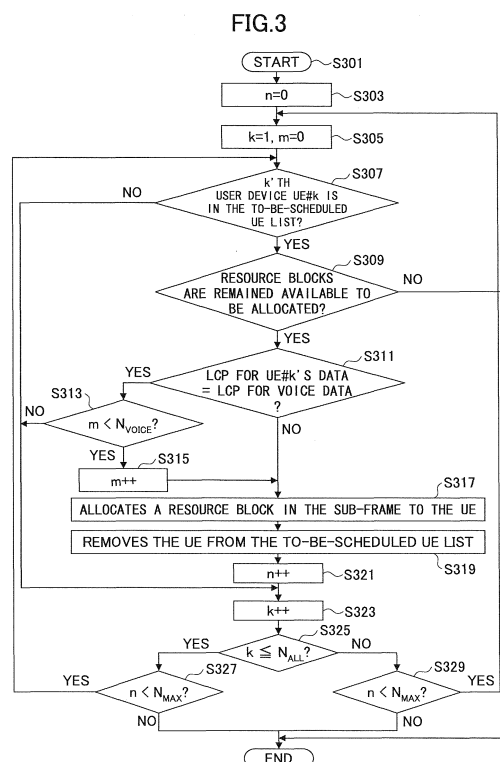 FIG.3
START
S301
n=0
S303
k=1, m=0
S305
S307
k'TH
USER DEVICE UE#k IS
IN THE TO-BE-SCHEDULED
UE LIST?
NO
YES
S309
RESOURCE BLOCKS
ARE REMAINED AVAILABLE TO
BE ALLOCATED?
NO
YES
S311
LCP FOR UE#k'S DATA
= LCP FOR VOICE DATA
?
YES
NO
S313
m < NVOICE?
NO
YES
S315
m++
S317
ALLOCATES A RESOURCE BLOCK IN THE SUB-FRAME TO THE UE
REMOVES THE UE FROM THE TO-BE-SCHEDULED UE LIST
S319
n++
S321
k++
S323
S325
k ≦ NALL?
YES
NO
S327
n < NMAX?
YES
NO
S329
n < NMAX?
YES
NO
END